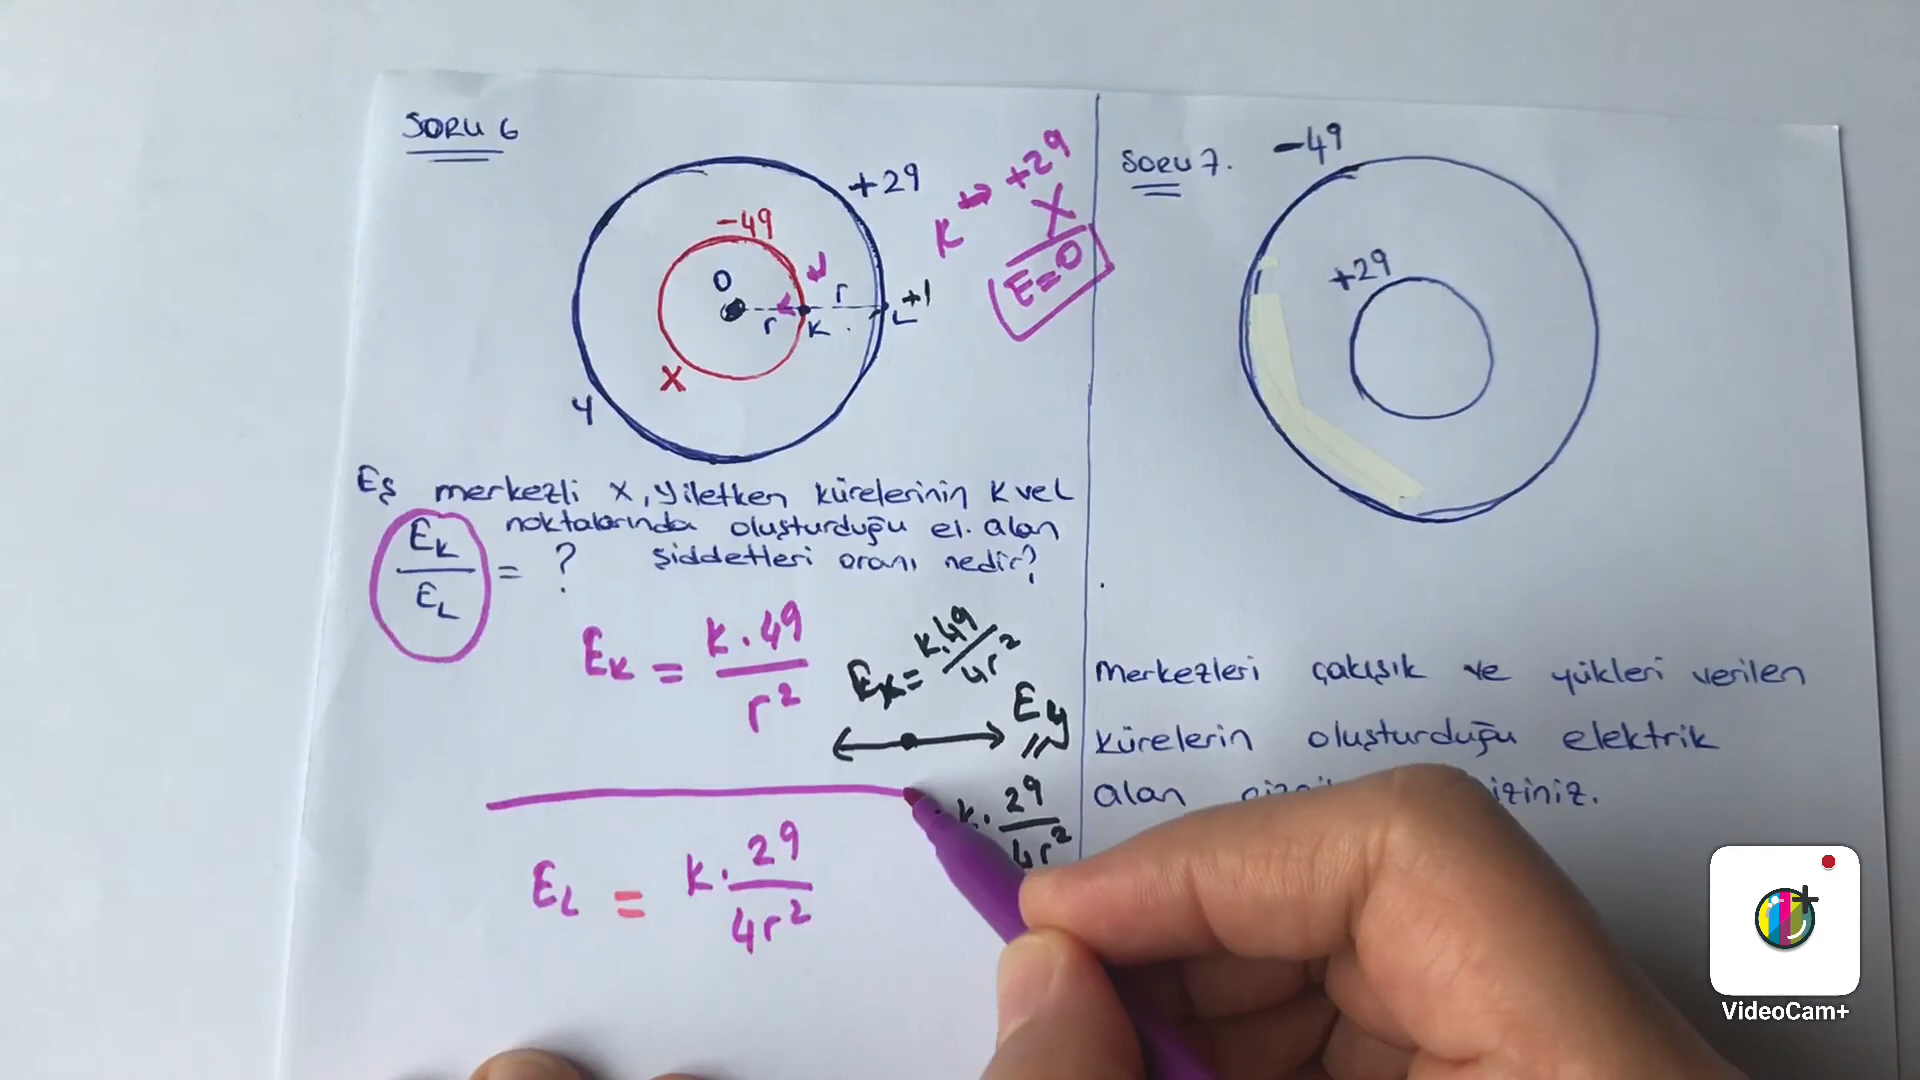 SORU 6
+2q
-4q
O
r
r
K
L
+1
X
Y
K ↔ +2q
X
E=0
Eş merkezli X, Y iletken kürelerinin K ve L
noktalarında oluşturduğu el. alan
şiddetleri oranı nedir?
EK/EL = ?
EK = k.4q/r²
Ex = k.4q/4r²
Ey
k. 2q/4r²
EL = k. 2q/4r²
SORU 7.
-4q
+2q
Merkezleri çakışık ve yükleri verilen
kürelerin oluşturduğu elektrik
alan
VideoCam+